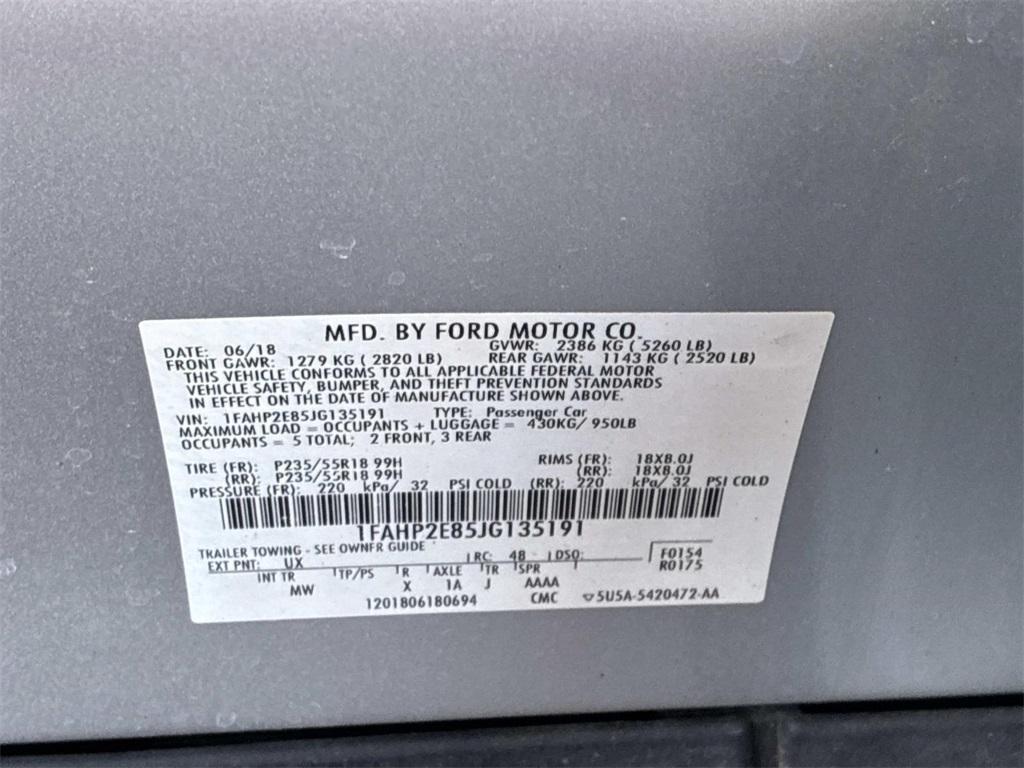 MFD. BY FORD MOTOR CO.
DATE: 06/18 GVWR: 2386 KG ( 5260 LB)
FRONT GAWR: 1279 KG ( 2820 LB) REAR GAWR: 1143 KG ( 2520 LB)
THIS VEHICLE CONFORMS TO ALL APPLICABLE FEDERAL MOTOR
VEHICLE SAFETY, BUMPER, AND THEFT PREVENTION STANDARDS
IN EFFECT ON THE DATE OF MANUFACTURE SHOWN ABOVE.
VIN: 1FAHP2E85JG135191 TYPE: Passenger Car
MAXIMUM LOAD = OCCUPANTS + LUGGAGE = 430KG/ 950LB
OCCUPANTS = 5 TOTAL; 2 FRONT, 3 REAR
TIRE (FR): P235/55R18 99H RIMS (FR): 18X8.0J
(RR): P235/55R18 99H (RR): 18X8.0J
PRESSURE (FR): 220 kPa/ 32 PSI COLD (RR): 220 kPa/ 32 PSI COLD
1FAHP2E85JG135191
TRAILER TOWING - SEE OWNER GUIDE
EXT PNT: UX RC: 48 DSO: F0154
R0175
INT TR TP/PS R AXLE TR SPR
MW X 1A J AAAA
1201806180694 CMC ▽5U5A-5420472-AA